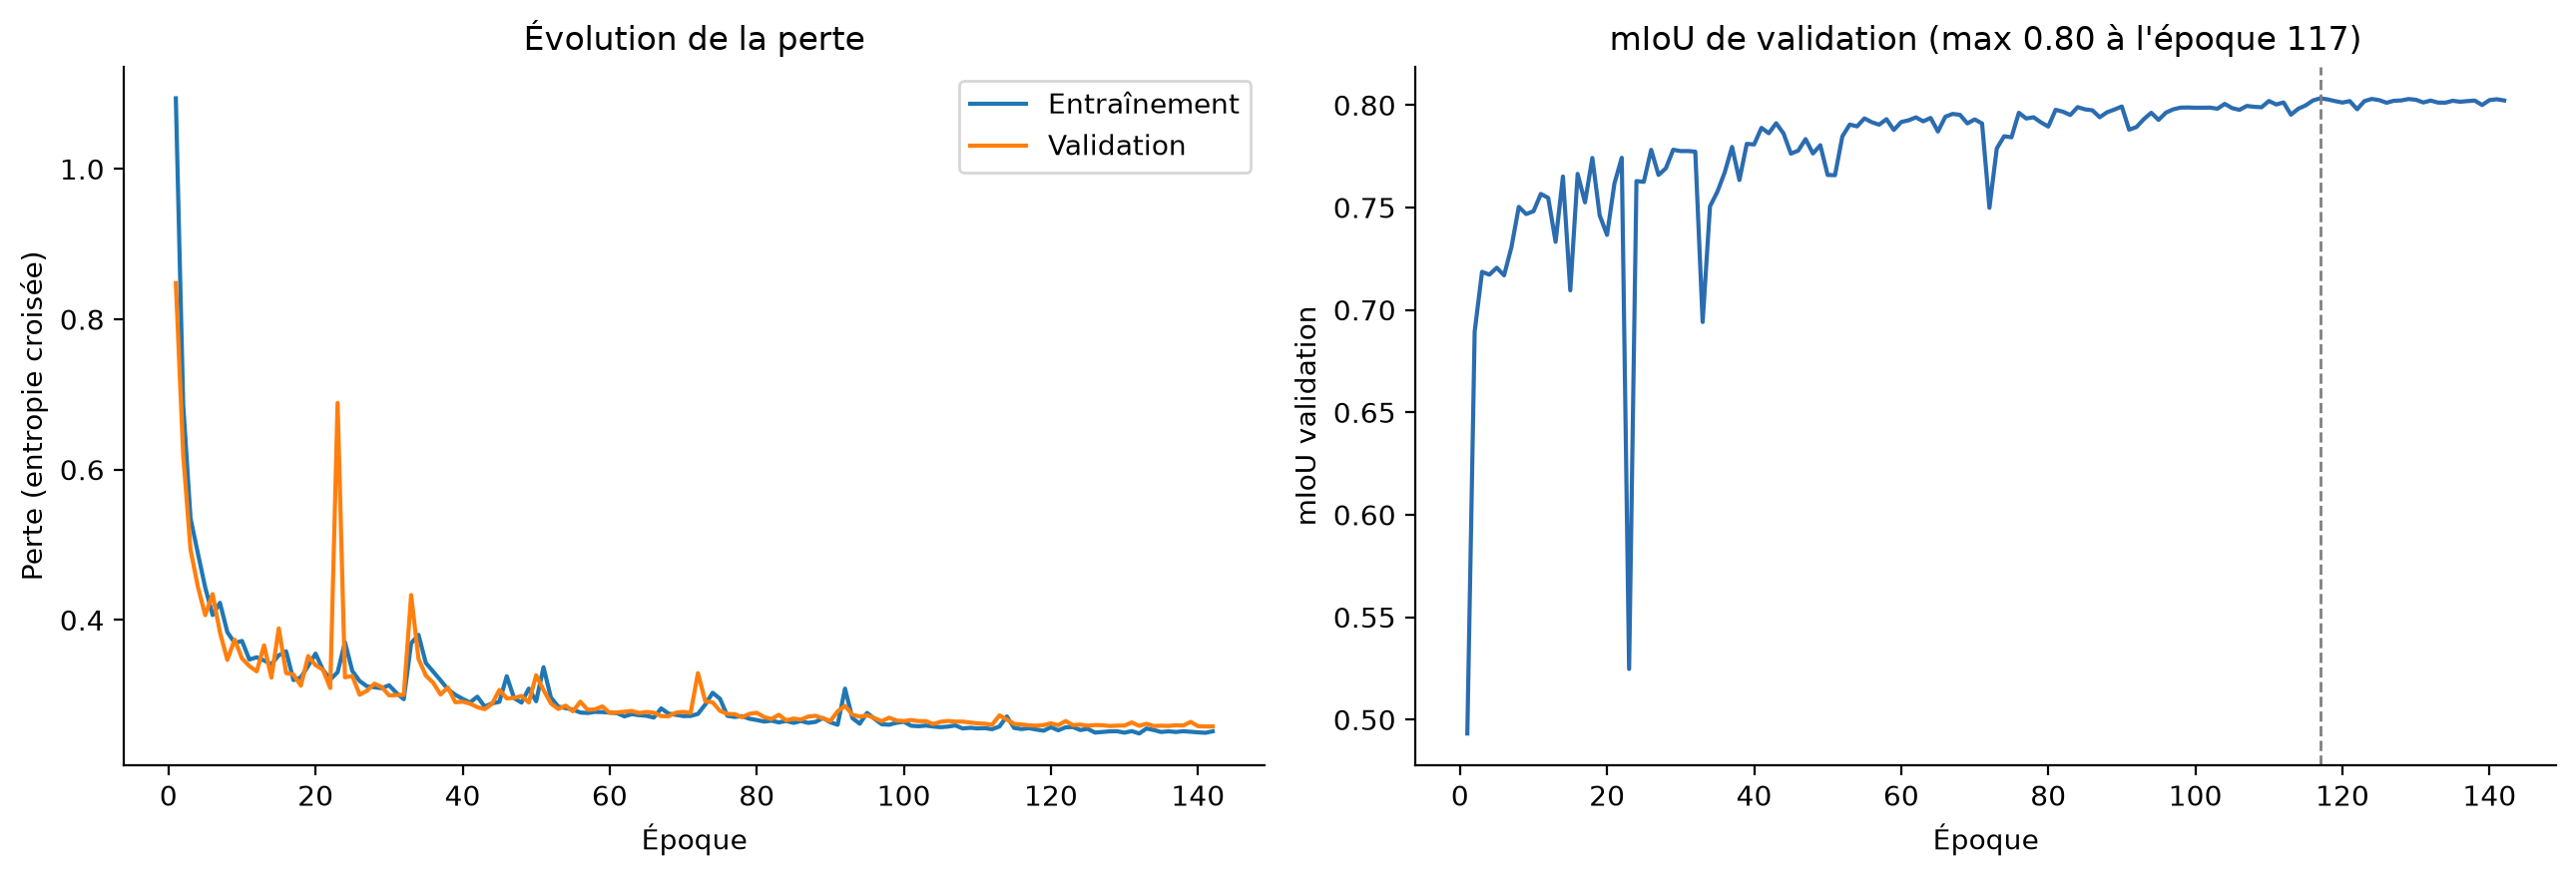 Évolution de la perte
Entraînement
Validation
1.0
0.8
0.6
0.4
Perte (entropie croisée)
0 20 40 60 80 100 120 140
Époque
mIoU de validation (max 0.80 à l'époque 117)
0.80
0.75
0.70
0.65
0.60
0.55
0.50
mIoU validation
0 20 40 60 80 100 120 140
Époque